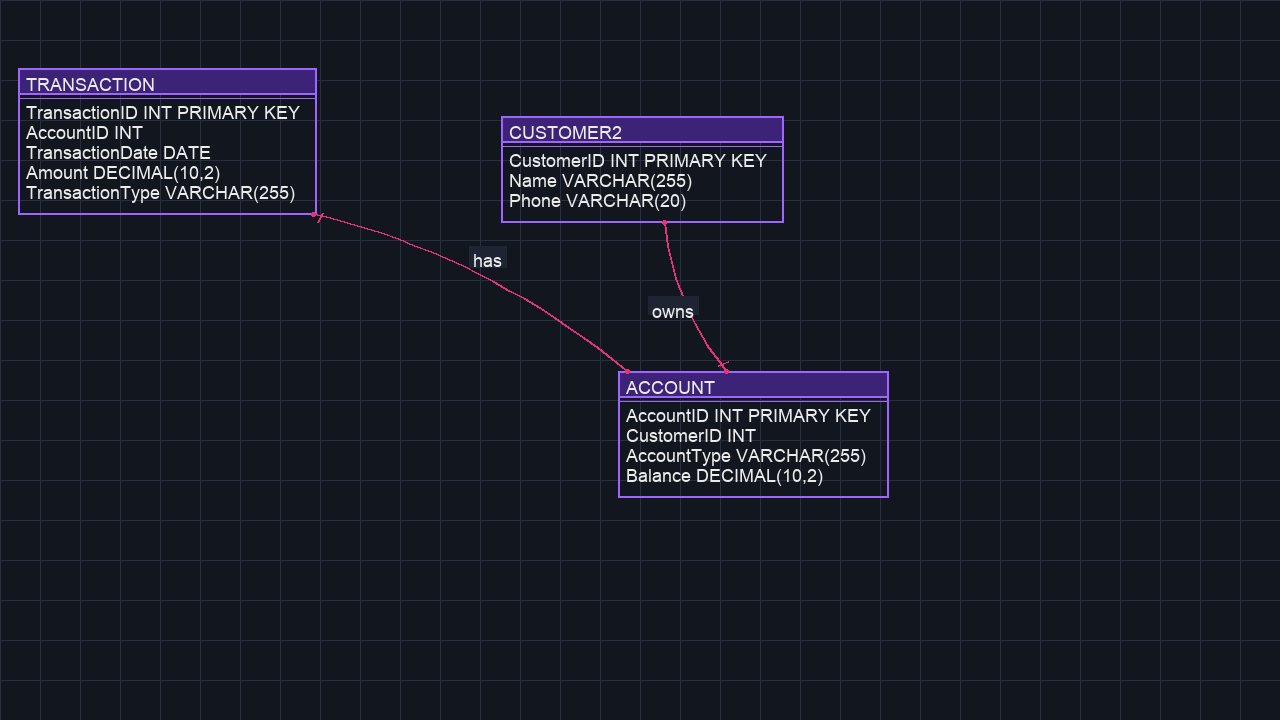 TRANSACTION
TransactionID INT PRIMARY KEY
AccountID INT
TransactionDate DATE
Amount DECIMAL(10,2)
TransactionType VARCHAR(255)
CUSTOMER2
CustomerID INT PRIMARY KEY
Name VARCHAR(255)
Phone VARCHAR(20)
has
owns
ACCOUNT
AccountID INT PRIMARY KEY
CustomerID INT
AccountType VARCHAR(255)
Balance DECIMAL(10,2)